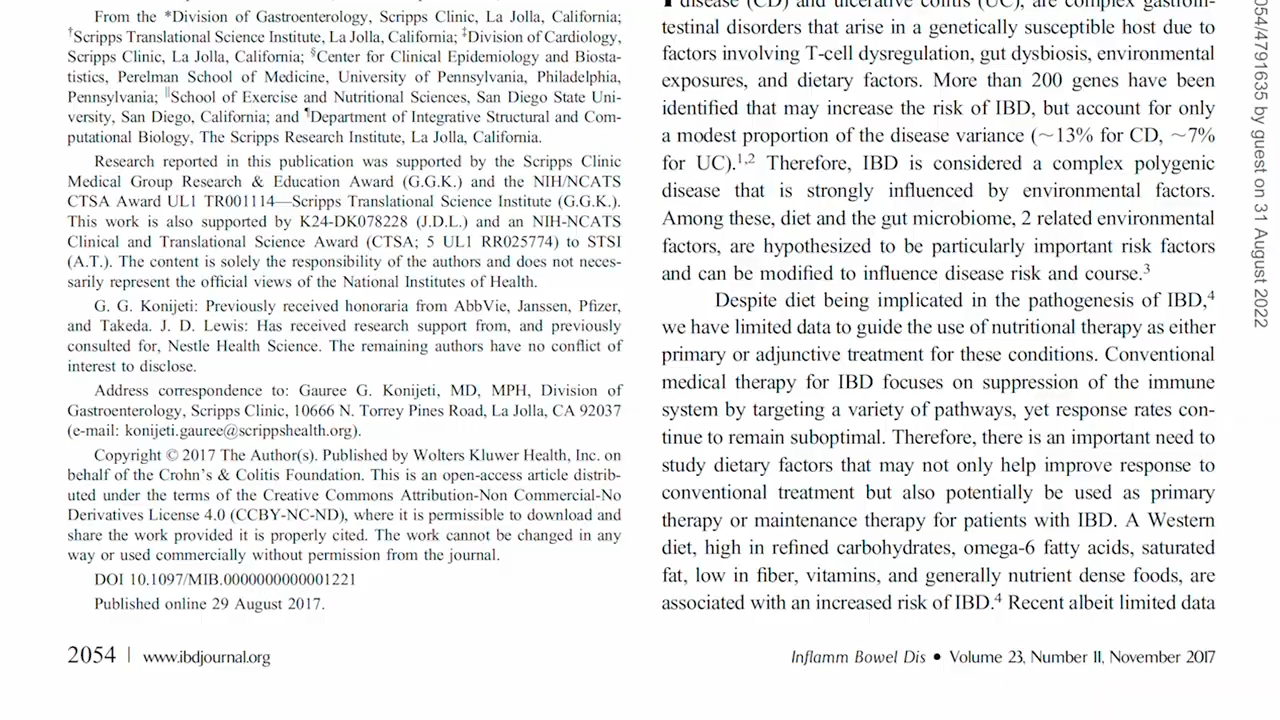 From the *Division of Gastroenterology, Scripps Clinic, La Jolla, California;
†Scripps Translational Science Institute, La Jolla, California; ‡Division of Cardiology,
Scripps Clinic, La Jolla, California; §Center for Clinical Epidemiology and Biosta-
tistics, Perelman School of Medicine, University of Pennsylvania, Philadelphia,
Pennsylvania; ‖School of Exercise and Nutritional Sciences, San Diego State Uni-
versity, San Diego, California; and ¶Department of Integrative Structural and Com-
putational Biology, The Scripps Research Institute, La Jolla, California.
Research reported in this publication was supported by the Scripps Clinic
Medical Group Research & Education Award (G.G.K.) and the NIH/NCATS
CTSA Award UL1 TR001114—Scripps Translational Science Institute (G.G.K.).
This work is also supported by K24-DK078228 (J.D.L.) and an NIH-NCATS
Clinical and Translational Science Award (CTSA; 5 UL1 RR025774) to STSI
(A.T.). The content is solely the responsibility of the authors and does not neces-
sarily represent the official views of the National Institutes of Health.
G. G. Konijeti: Previously received honoraria from AbbVie, Janssen, Pfizer,
and Takeda. J. D. Lewis: Has received research support from, and previously
consulted for, Nestle Health Science. The remaining authors have no conflict of
interest to disclose.
Address correspondence to: Gauree G. Konijeti, MD, MPH, Division of
Gastroenterology, Scripps Clinic, 10666 N. Torrey Pines Road, La Jolla, CA 92037
(e-mail: konijeti.gauree@scrippshealth.org).
Copyright © 2017 The Author(s). Published by Wolters Kluwer Health, Inc. on
behalf of the Crohn's & Colitis Foundation. This is an open-access article distrib-
uted under the terms of the Creative Commons Attribution-Non Commercial-No
Derivatives License 4.0 (CCBY-NC-ND), where it is permissible to download and
share the work provided it is properly cited. The work cannot be changed in any
way or used commercially without permission from the journal.
DOI 10.1097/MIB.0000000000001221
Published online 29 August 2017.
disease (CD) and ulcerative colitis (UC), are complex gastroin-
testinal disorders that arise in a genetically susceptible host due to
factors involving T-cell dysregulation, gut dysbiosis, environmental
exposures, and dietary factors. More than 200 genes have been
identified that may increase the risk of IBD, but account for only
a modest proportion of the disease variance (~13% for CD, ~7%
for UC).1,2 Therefore, IBD is considered a complex polygenic
disease that is strongly influenced by environmental factors.
Among these, diet and the gut microbiome, 2 related environmental
factors, are hypothesized to be particularly important risk factors
and can be modified to influence disease risk and course.3
Despite diet being implicated in the pathogenesis of IBD,4
we have limited data to guide the use of nutritional therapy as either
primary or adjunctive treatment for these conditions. Conventional
medical therapy for IBD focuses on suppression of the immune
system by targeting a variety of pathways, yet response rates con-
tinue to remain suboptimal. Therefore, there is an important need to
study dietary factors that may not only help improve response to
conventional treatment but also potentially be used as primary
therapy or maintenance therapy for patients with IBD. A Western
diet, high in refined carbohydrates, omega-6 fatty acids, saturated
fat, low in fiber, vitamins, and generally nutrient dense foods, are
associated with an increased risk of IBD.4 Recent albeit limited data
054/4791635 by guest on 31 August 2022
2054 | www.ibdjournal.org
Inflamm Bowel Dis • Volume 23, Number 11, November 2017